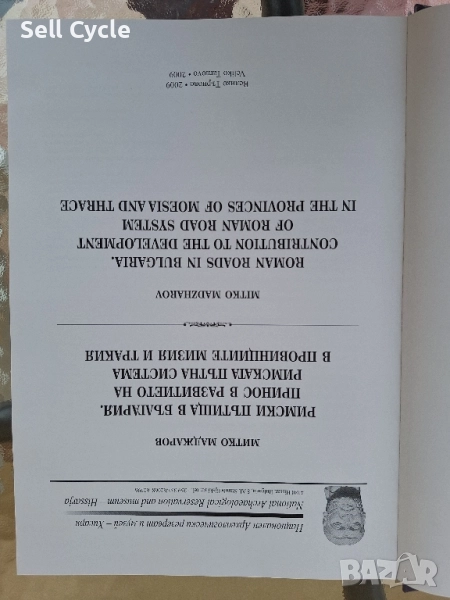 Sell Cycle
Национален Археологически резерват и музей – Хисаря
National Archaeological Reservation and museum – Hissarja
МИТКО МАДЖАРОВ
РИМСКИ ПЪТИЩА В БЪЛГАРИЯ.
ПРИНОС В РАЗВИТИЕТО НА
РИМСКАТА ПЪТНА СИСТЕМА
В ПРОВИНЦИИТЕ МИЗИЯ И ТРАКИЯ
MITKO MADZHAROV
ROMAN ROADS IN BULGARIA.
CONTRIBUTION TO THE DEVELOPMENT
OF ROMAN ROAD SYSTEM
IN THE PROVINCES OF MOESIA AND THRACE
Велико Търново • 2009
Veliko Tarnovo • 2009
bazar